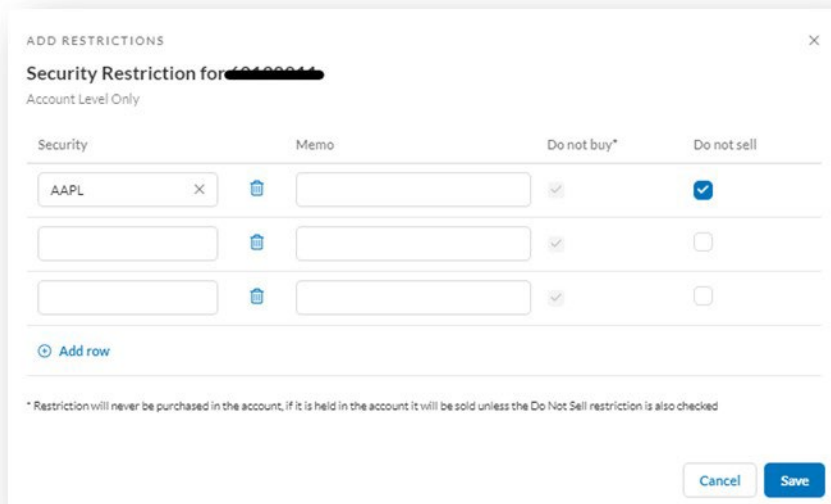 ADD RESTRICTIONS
Security Restriction for
Account Level Only
Security Memo Do not buy* Do not sell
AAPL
Add row
* Restriction will never be purchased in the account, if it is held in the account it will be sold unless the Do Not Sell restriction is also checked
Cancel Save